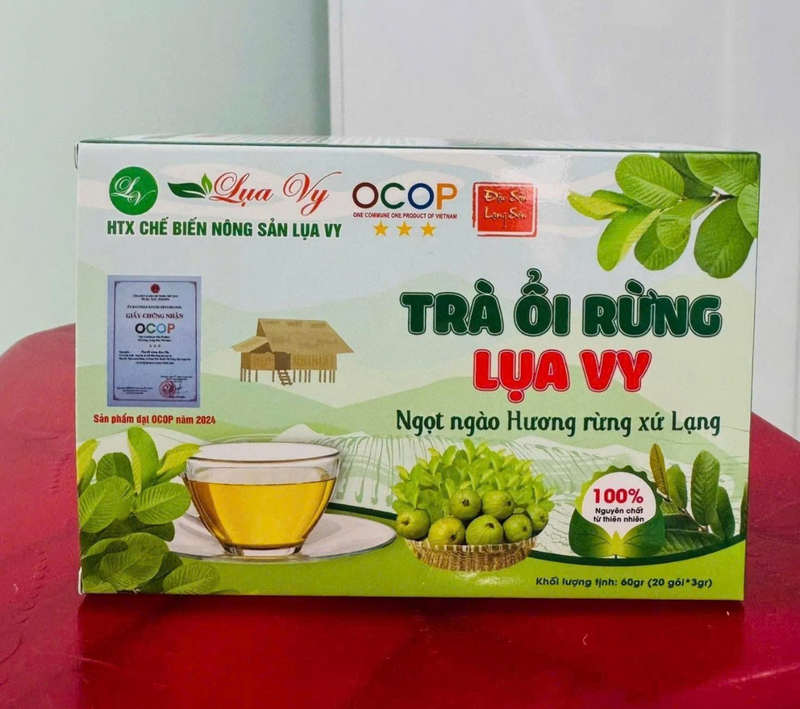 LV
Lụa Vy
OCOP
ONE COMMUNE ONE PRODUCT OF VIETNAM
Đặc Sản
Lạng Sơn
HTX CHẾ BIẾN NÔNG SẢN LỤA VY
GIẤY CHỨNG NHẬN
OCOP
Sản phẩm đạt OCOP năm 2024
TRÀ ỔI RỪNG
LỤA VY
Ngọt ngào Hương rừng xứ Lạng
100%
Nguyên chất
từ thiên nhiên
Khối lượng tịnh: 60gr (20 gói*3gr)